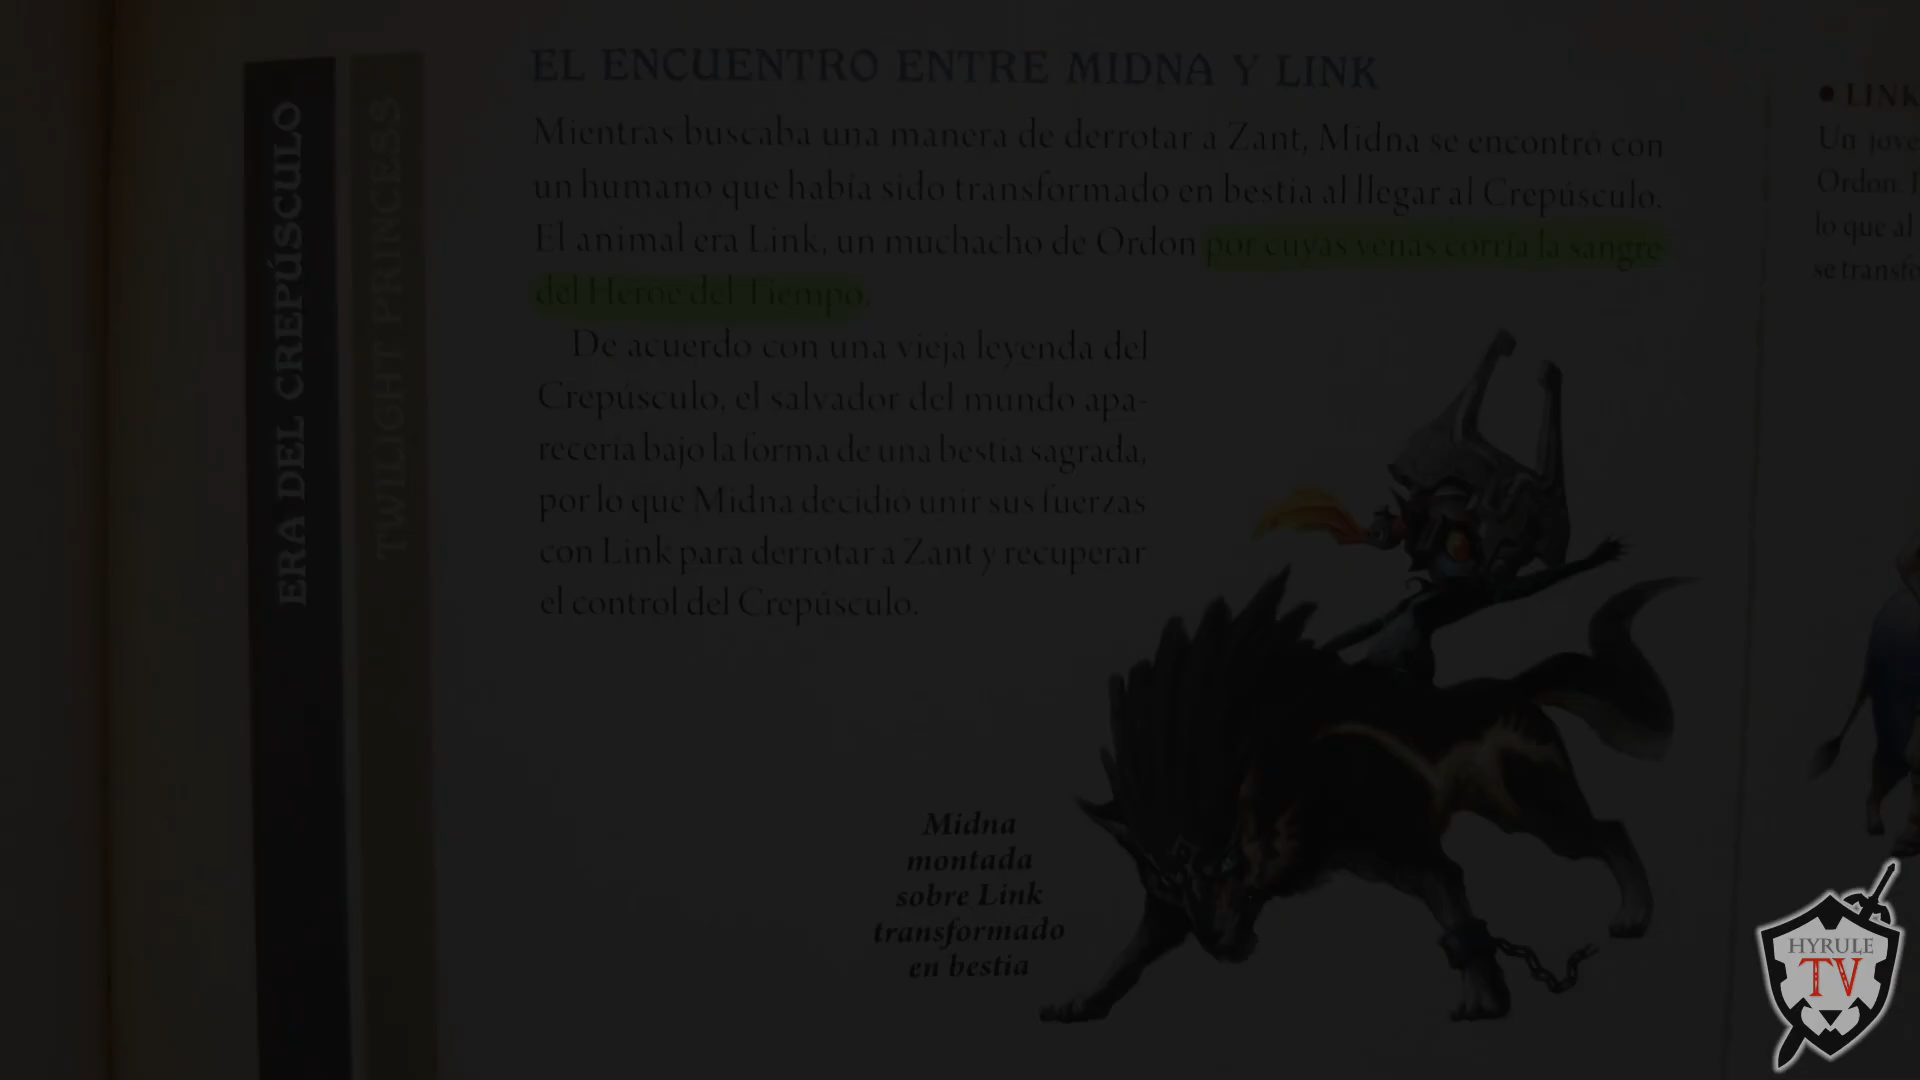 ERA DEL CREPÚSCULO
TWILIGHT PRINCESS
EL ENCUENTRO ENTRE MIDNA Y LINK
Mientras buscaba una manera de derrotar a Zant, Midna se encontró con
un humano que había sido transformado en bestia al llegar al Crepúsculo.
El animal era Link, un muchacho de Ordon por cuyas venas corría la sangre
del Héroe del Tiempo.
De acuerdo con una vieja leyenda del
Crepúsculo, el salvador del mundo apa-
recería bajo la forma de una bestia sagrada,
por lo que Midna decidió unir sus fuerzas
con Link para derrotar a Zant y recuperar
el control del Crepúsculo.
Midna
montada
sobre Link
transformado
en bestia
• LINK
Un jove
Ordon.
lo que al
se transfo
HYRULE
TV